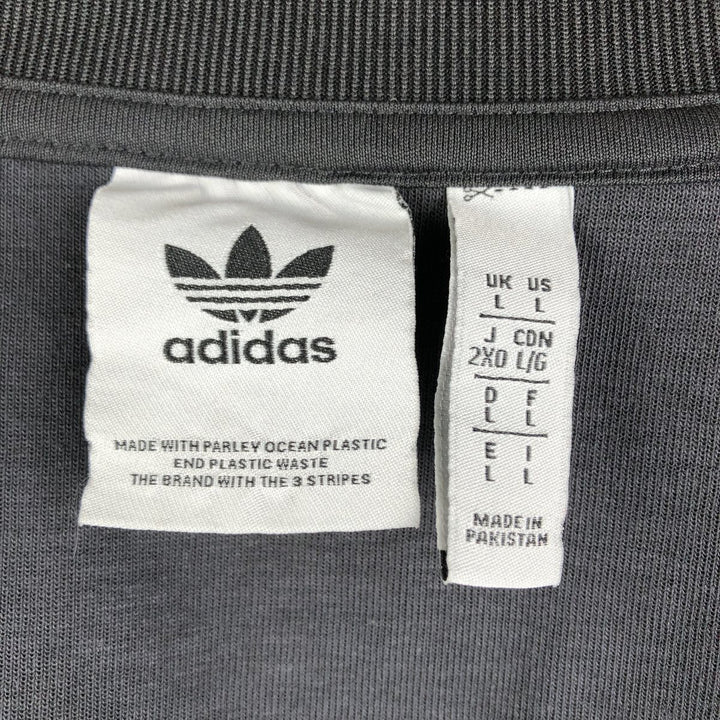 adidas
MADE WITH PARLEY OCEAN PLASTIC
END PLASTIC WASTE
THE BRAND WITH THE 3 STRIPES
UK US
L L
J CDN
2XO L/G
D F
L L
E I
L L
MADE IN
PAKISTAN